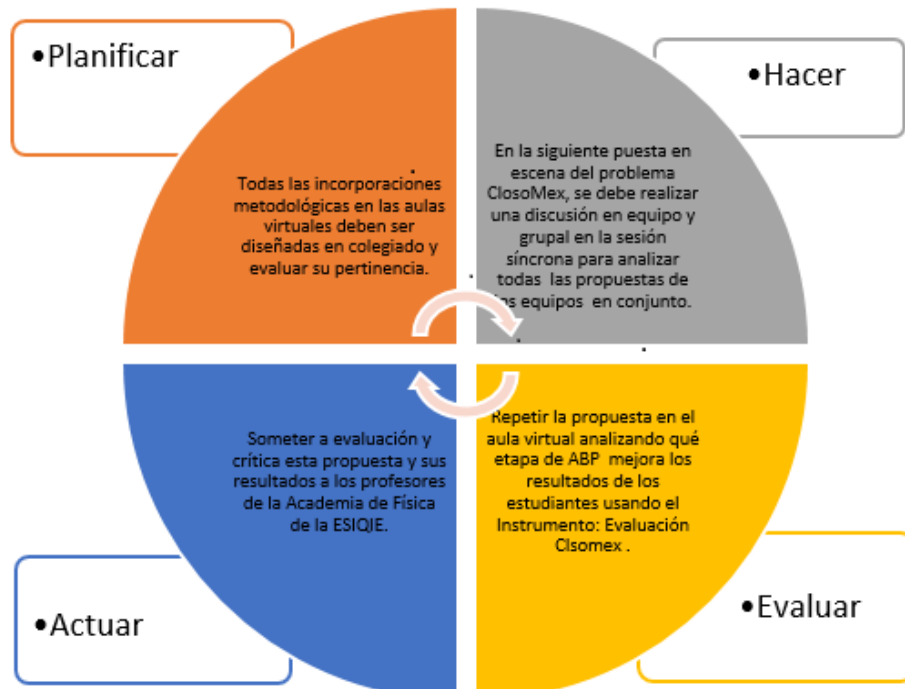 •Planificar
Todas las incorporaciones
metodológicas en las aulas
virtuales deben ser
diseñadas en colegiado y
evaluar su pertinencia.
•Hacer
En la siguiente puesta en
escena del problema
ClosoMex, se debe realizar
una discusión en equipo y
grupal en la sesión
síncrona para analizar
todas las propuestas de
los equipos en conjunto.
Someter a evaluación y
crítica esta propuesta y sus
resultados a los profesores
de la Academia de Física
de la ESIQIE.
•Actuar
Repetir la propuesta en el
aula virtual analizando qué
etapa de ABP mejora los
resultados de los
estudiantes usando el
Instrumento: Evaluación
Clsomex .
•Evaluar